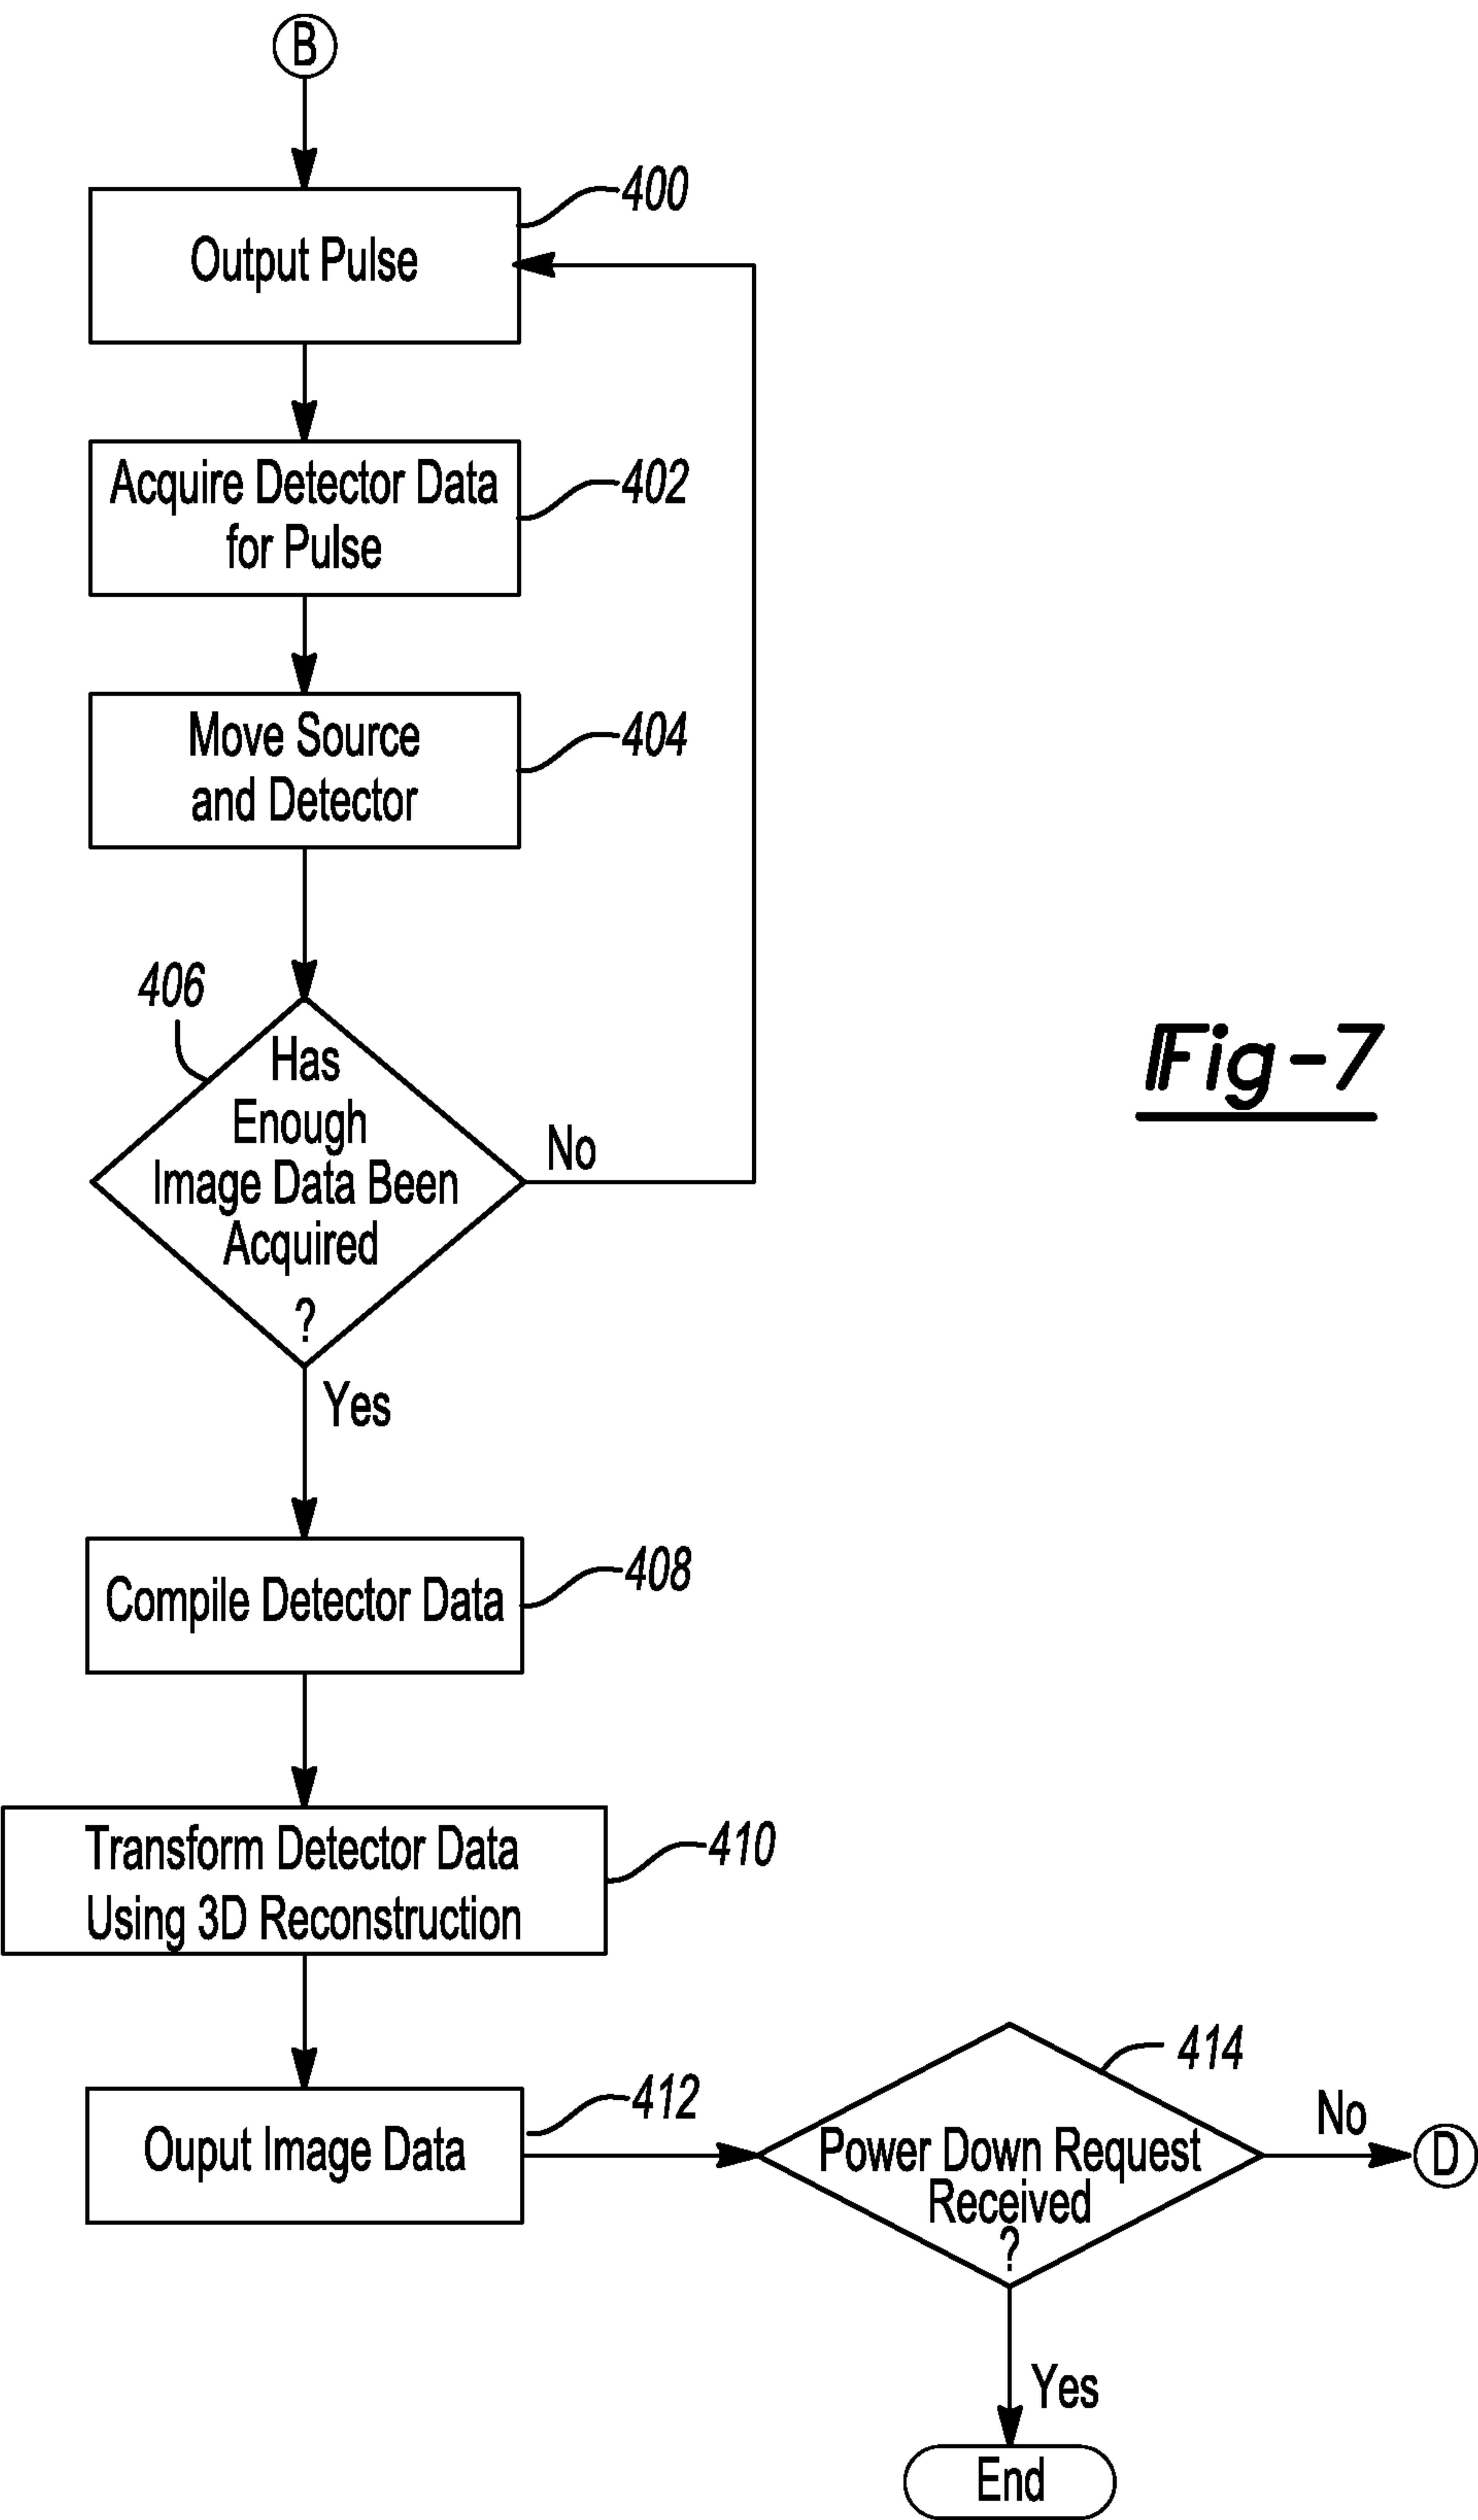 B
400
Output Pulse
Acquire Detector Data
for Pulse
402
Move Source
and Detector
404
406
Has
Enough
Image Data Been
Acquired
?
No
Yes
Fig-7
Compile Detector Data
408
Transform Detector Data
Using 3D Reconstruction
410
Ouput Image Data
412
414
Power Down Request
Received
?
No
D
Yes
End